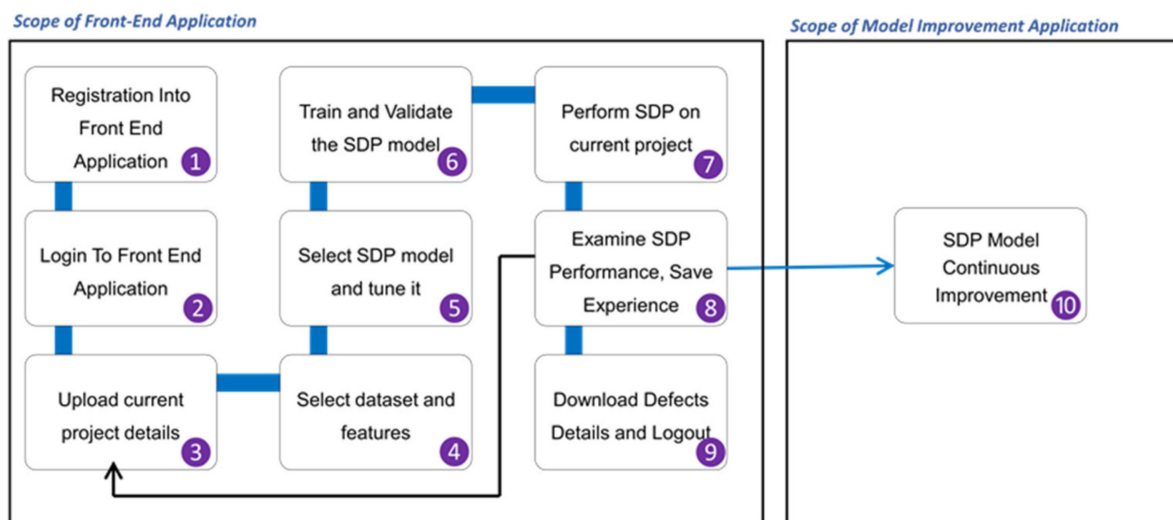 Scope of Front-End Application
Scope of Model Improvement Application
Registration Into
Front End
Application
1
Login To Front End
Application
2
Upload current
project details
3
Select dataset and
features
4
Select SDP model
and tune it
5
Train and Validate
the SDP model
6
Perform SDP on
current project
7
Examine SDP
Performance, Save
Experience
8
Download Defects
Details and Logout
9
SDP Model
Continuous
Improvement
10